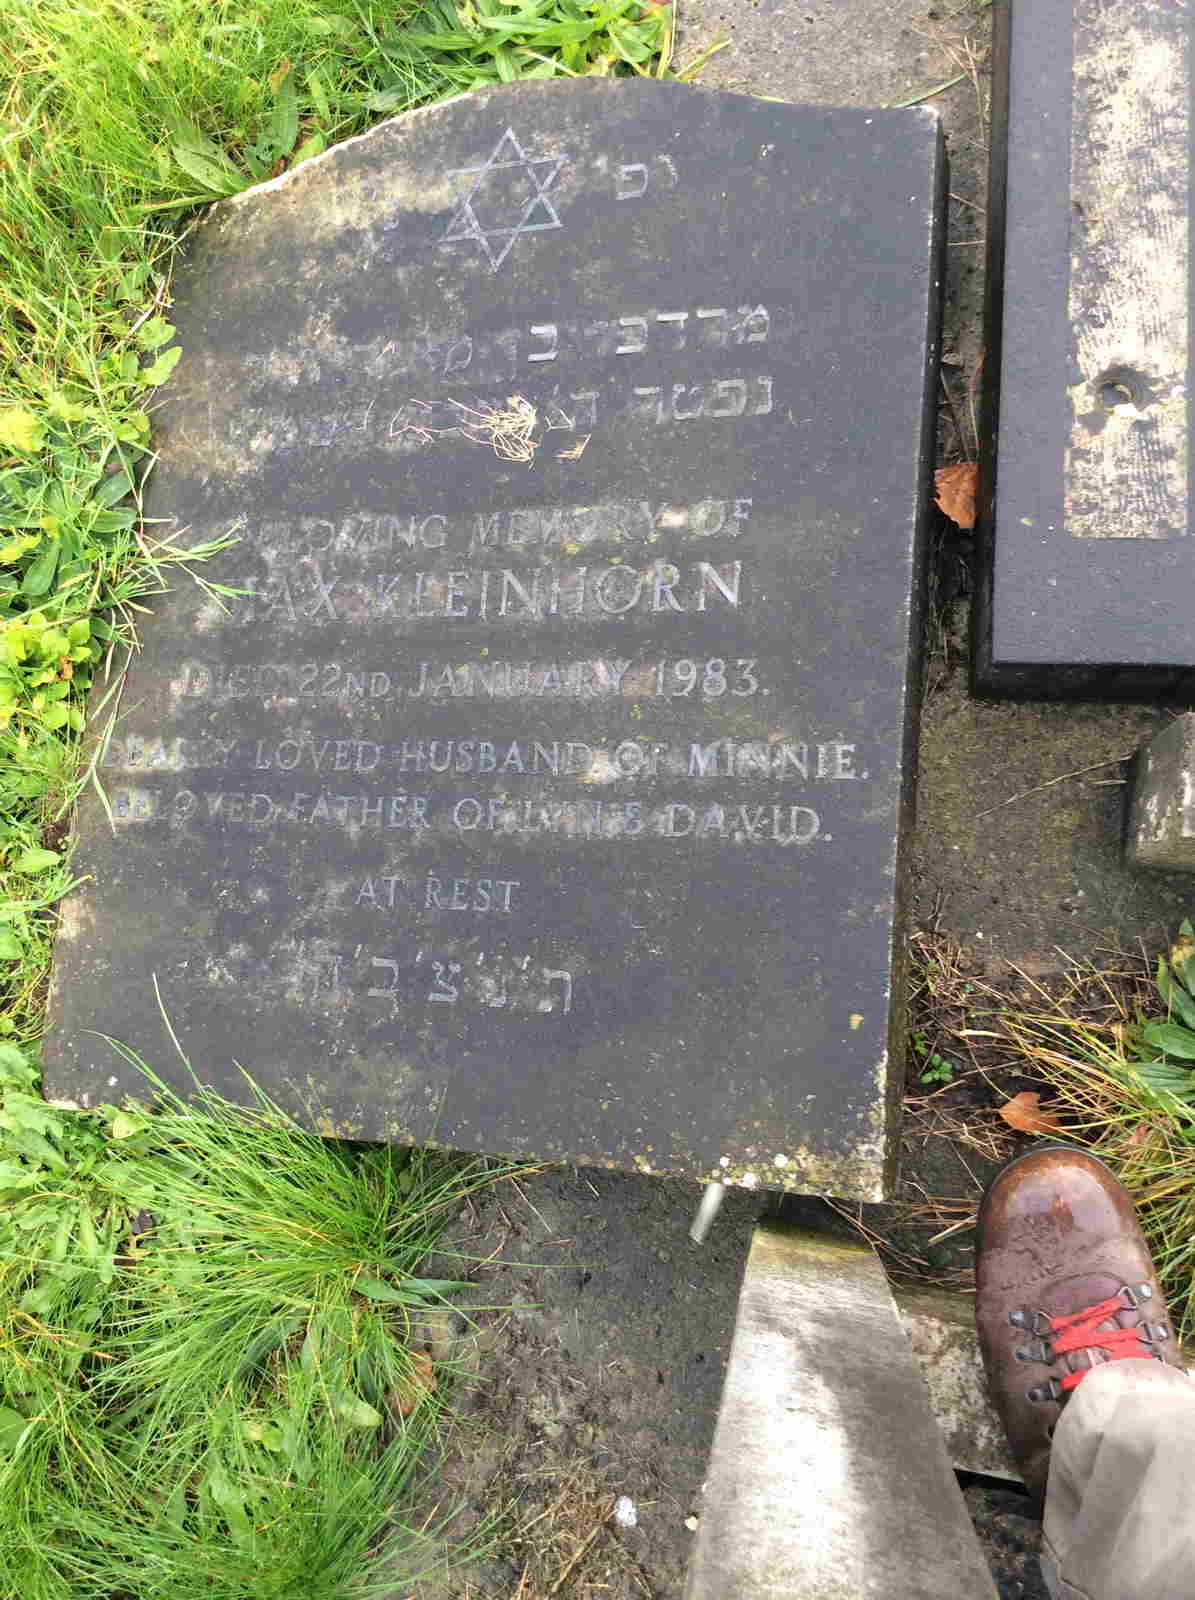 פ׳
מרדכי בן
נפטר
LOVING MEMORY OF
MAX KLEINHORN
DIED 22ND JANUARY 1983.
DEARLY LOVED HUSBAND OF MINNIE.
BELOVED FATHER OF LYN & DAVID.
AT REST
ת׳נ׳צ׳ב׳ה